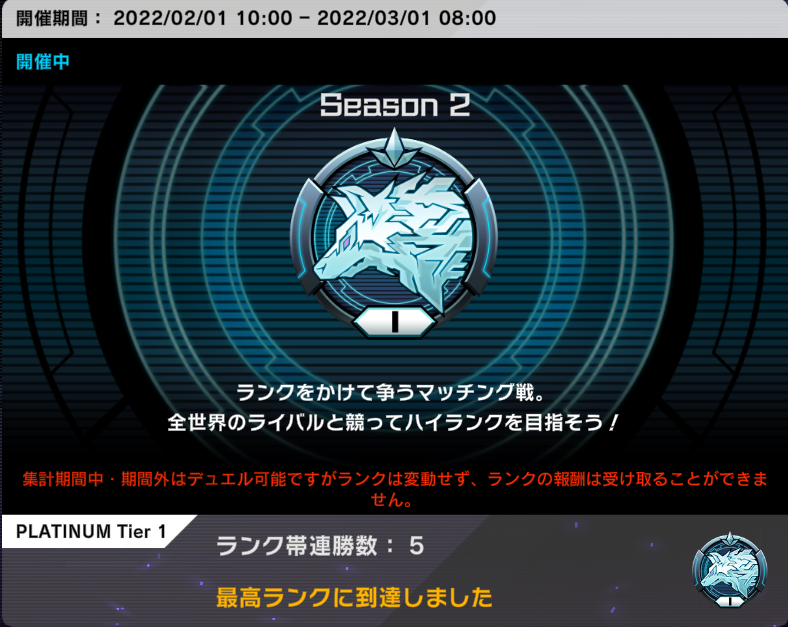 開催期間： 2022/02/01 10:00 – 2022/03/01 08:00
開催中
Season 2
I
ランクをかけて争うマッチング戦。
全世界のライバルと競ってハイランクを目指そう！
集計期間中・期間外はデュエル可能ですがランクは変動せず、ランクの報酬は受け取ることができま
せん。
PLATINUM Tier 1
ランク帯連勝数： 5
最高ランクに到達しました
I